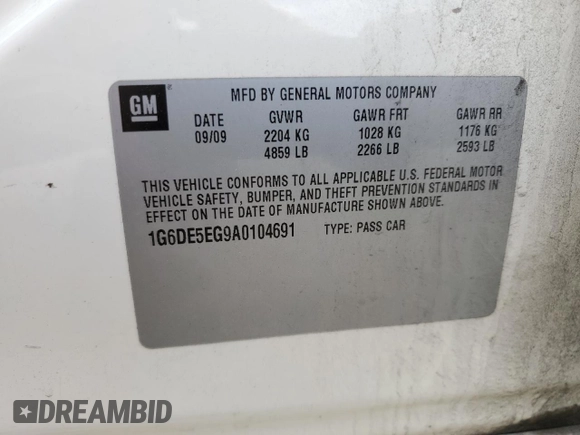 GM
MFD BY GENERAL MOTORS COMPANY
DATE GVWR GAWR FRT GAWR RR
09/09 2204 KG 1028 KG 1176 KG
4859 LB 2266 LB 2593 LB
THIS VEHICLE CONFORMS TO ALL APPLICABLE U.S. FEDERAL MOTOR
VEHICLE SAFETY, BUMPER, AND THEFT PREVENTION STANDARDS IN
EFFECT ON THE DATE OF MANUFACTURE SHOWN ABOVE.
1G6DE5EG9A0104691 TYPE: PASS CAR
DREAMBID